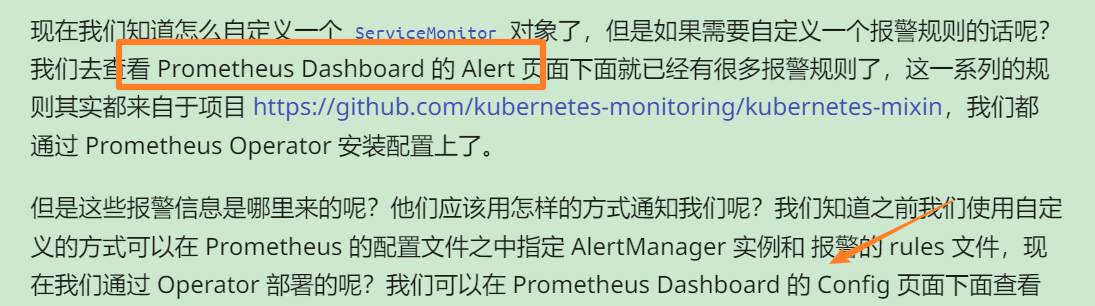 现在我们知道怎么自定义一个 ServiceMonitor 对象了，但是如果需要自定义一个报警规则的话呢？
我们去查看 Prometheus Dashboard 的 Alert 页面下面就已经有很多报警规则了，这一系列的规
则其实都来自于项目 https://github.com/kubernetes-monitoring/kubernetes-mixin，我们都
通过 Prometheus Operator 安装配置上了。
但是这些报警信息是哪里来的呢？他们应该用怎样的方式通知我们呢？我们知道之前我们使用自定
义的方式可以在 Prometheus 的配置文件之中指定 AlertManager 实例和 报警的 rules 文件，现
在我们通过 Operator 部署的呢？我们可以在 Prometheus Dashboard 的 Config 页面下面查看